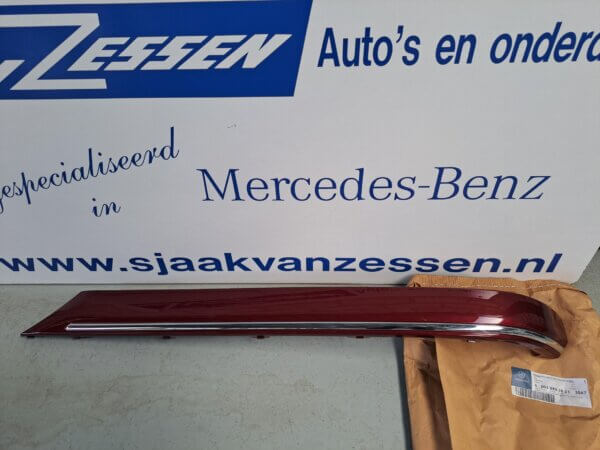 ZESSEN
Auto's en onderd
gespecialiseerd
in
Mercedes-Benz
www.sjaakvanzessen.nl